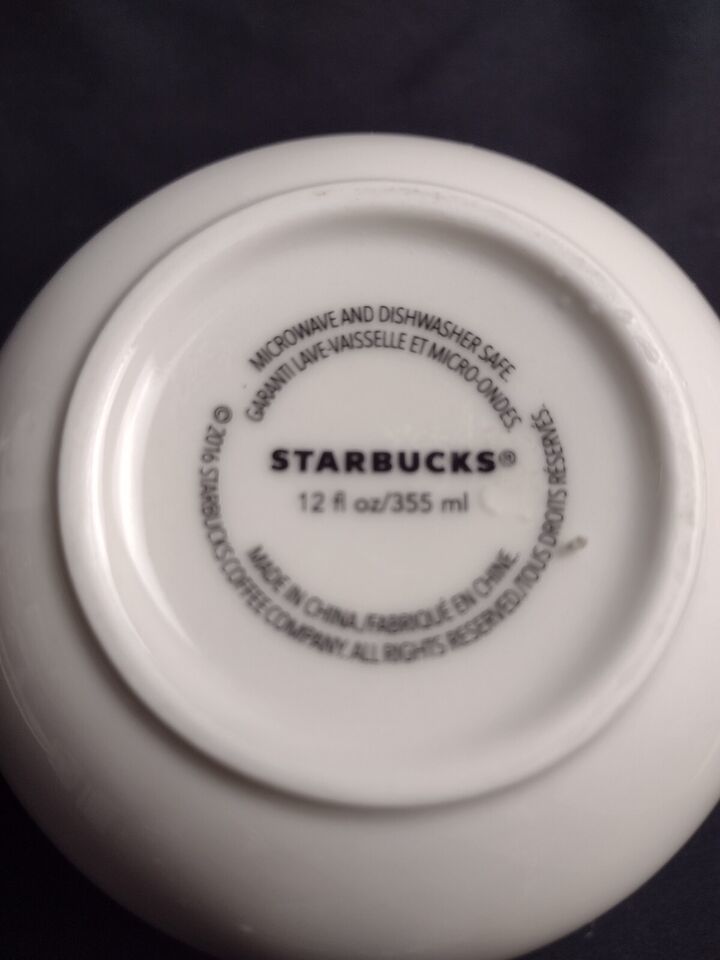 MICROWAVE AND DISHWASHER SAFE.
GARANTI LAVE-VAISSELLE ET MICRO-ONDES.
STARBUCKS®
12 fl oz/355 ml
MADE IN CHINA./FABRIQUÉ EN CHINE.
© 2016 STARBUCKS COFFEE COMPANY. ALL RIGHTS RESERVED./TOUS DROITS RÉSERVÉS.